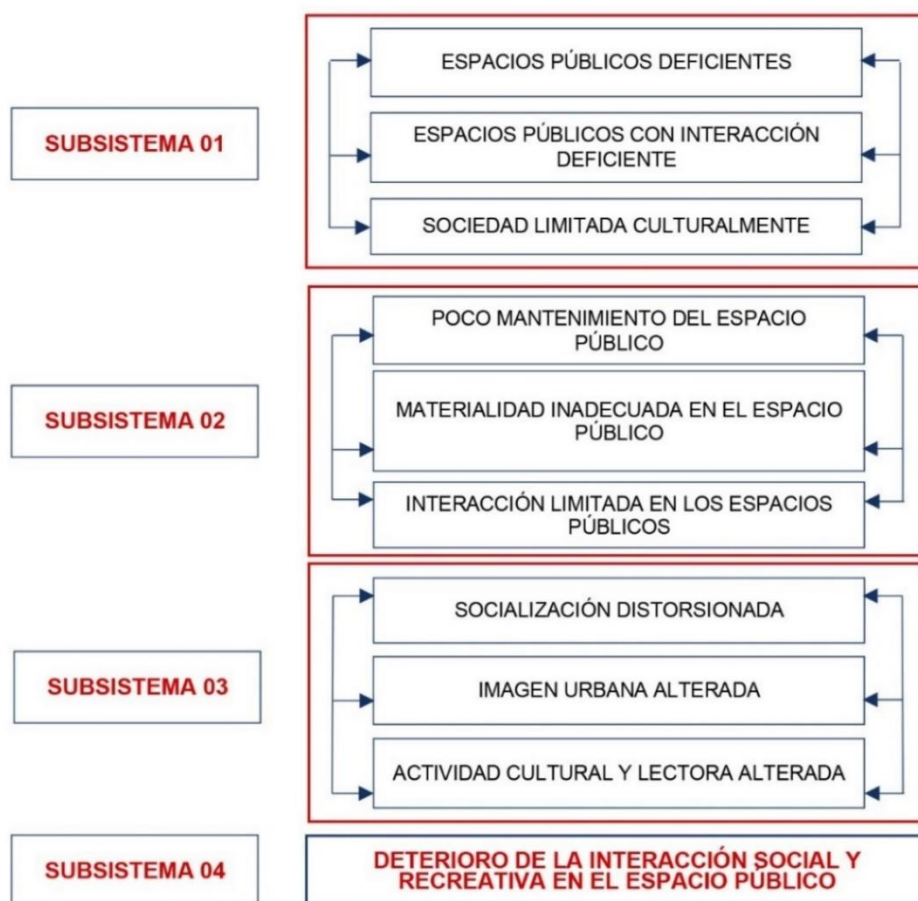 SUBSISTEMA 01
ESPACIOS PÚBLICOS DEFICIENTES
ESPACIOS PÚBLICOS CON INTERACCIÓN
DEFICIENTE
SOCIEDAD LIMITADA CULTURALMENTE
SUBSISTEMA 02
POCO MANTENIMIENTO DEL ESPACIO
PÚBLICO
MATERIALIDAD INADECUADA EN EL ESPACIO
PÚBLICO
INTERACCIÓN LIMITADA EN LOS ESPACIOS
PÚBLICOS
SUBSISTEMA 03
SOCIALIZACIÓN DISTORSIONADA
IMAGEN URBANA ALTERADA
ACTIVIDAD CULTURAL Y LECTORA ALTERADA
SUBSISTEMA 04
DETERIORO DE LA INTERACCIÓN SOCIAL Y
RECREATIVA EN EL ESPACIO PÚBLICO